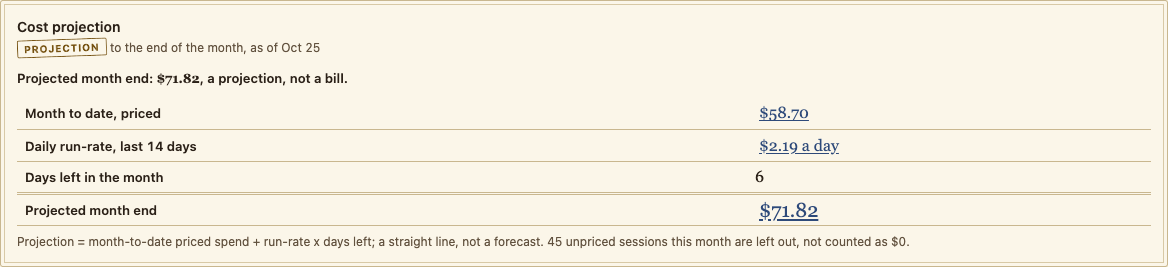 Cost projection
PROJECTION to the end of the month, as of Oct 25
Projected month end: $71.82, a projection, not a bill.
Month to date, priced $58.70
Daily run-rate, last 14 days $2.19 a day
Days left in the month 6
Projected month end $71.82
Projection = month-to-date priced spend + run-rate x days left; a straight line, not a forecast. 45 unpriced sessions this month are left out, not counted as $0.